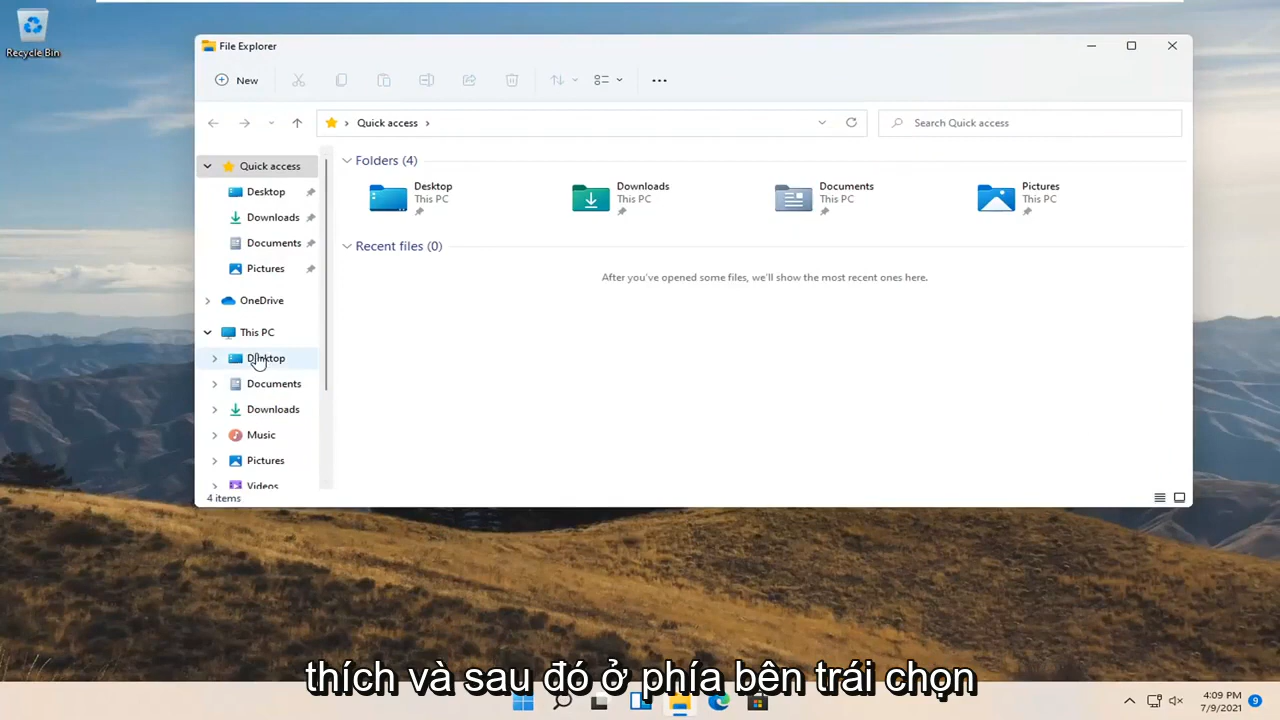 Recycle Bin
File Explorer
New
Quick access
Search Quick access
Quick access
Desktop
Downloads
Documents
Pictures
OneDrive
This PC
Desktop
Documents
Downloads
Music
Pictures
Videos
Folders (4)
Desktop
This PC
Downloads
This PC
Documents
This PC
Pictures
This PC
Recent files (0)
After you've opened some files, we'll show the most recent ones here.
4 items
thích và sau đó ở phía bên trái chọn
4:09 PM
7/9/2021
9